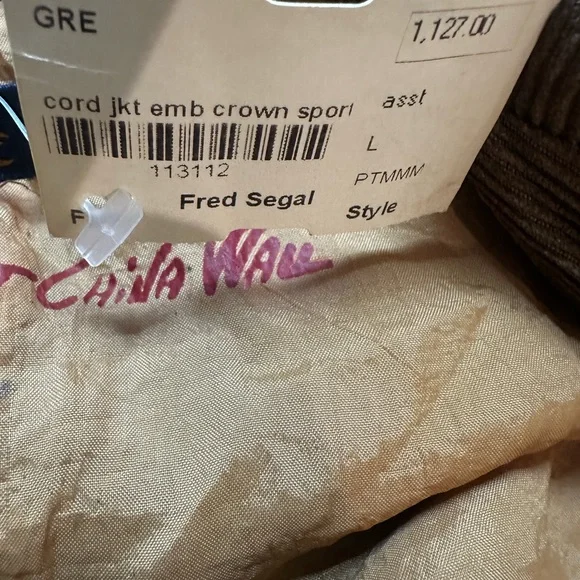 GRE
1,127.00
cord jkt emb crown sport asst
L
113112
PTMMM
Fred Segal
Style
CHINA WALL